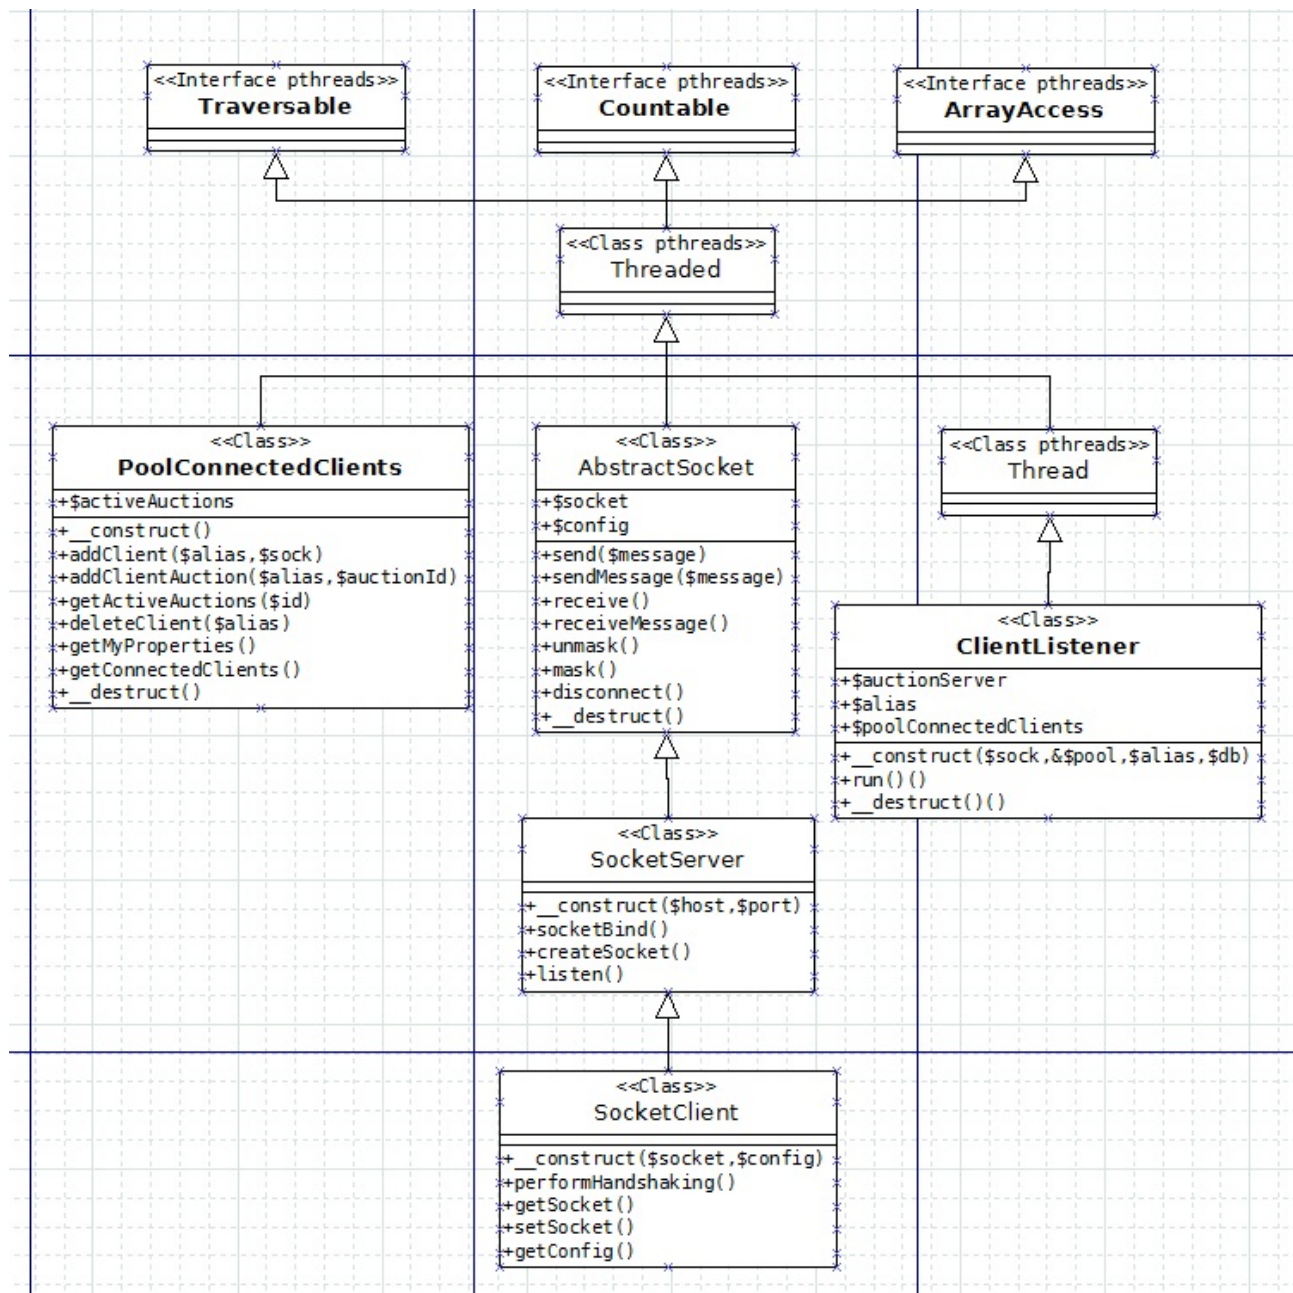 <<Interface pthreads>>
Traversable
<<Interface pthreads>>
Countable
<<Interface pthreads>>
ArrayAccess
<<Class pthreads>>
Threaded
<<Class>>
PoolConnectedClients
+$activeAuctions
+__construct()
+addClient($alias,$sock)
+addClientAuction($alias,$auctionId)
+getActiveAuctions($id)
+deleteClient($alias)
+getMyProperties()
+getConnectedClients()
+__destruct()
<<Class>>
AbstractSocket
+$socket
+$config
+send($message)
+sendMessage($message)
+receive()
+receiveMessage()
+unmask()
+mask()
+disconnect()
+__destruct()
<<Class pthreads>>
Thread
<<Class>>
ClientListener
+$auctionServer
+$alias
+$poolConnectedClients
+__construct($sock,&$pool,$alias,$db)
+run()()
+__destruct()()
<<Class>>
SocketServer
+__construct($host,$port)
+socketBind()
+createSocket()
+listen()
<<Class>>
SocketClient
+__construct($socket,$config)
+performHandshaking()
+getSocket()
+setSocket()
+getConfig()